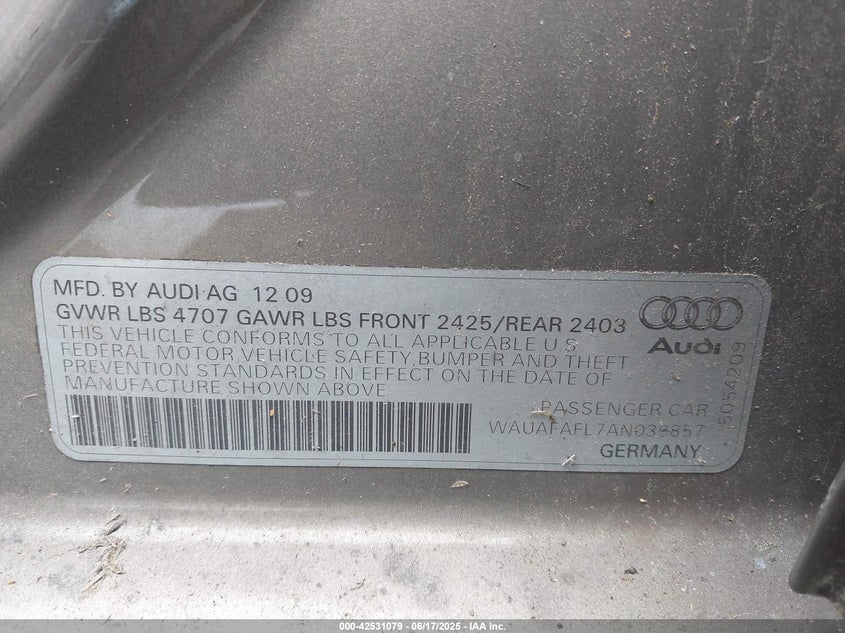 MFD. BY AUDI AG 12 09
GVWR LBS 4707 GAWR LBS FRONT 2425/REAR 2403
THIS VEHICLE CONFORMS TO ALL APPLICABLE U S
FEDERAL MOTOR VEHICLE SAFETY, BUMPER AND THEFT
PREVENTION STANDARDS IN EFFECT ON THE DATE OF
MANUFACTURE SHOWN ABOVE
Audi
PASSENGER CAR
WAUAFAFL7AN039857
GERMANY
5054209
000-42531079 - 06/17/2025 - IAA Inc.